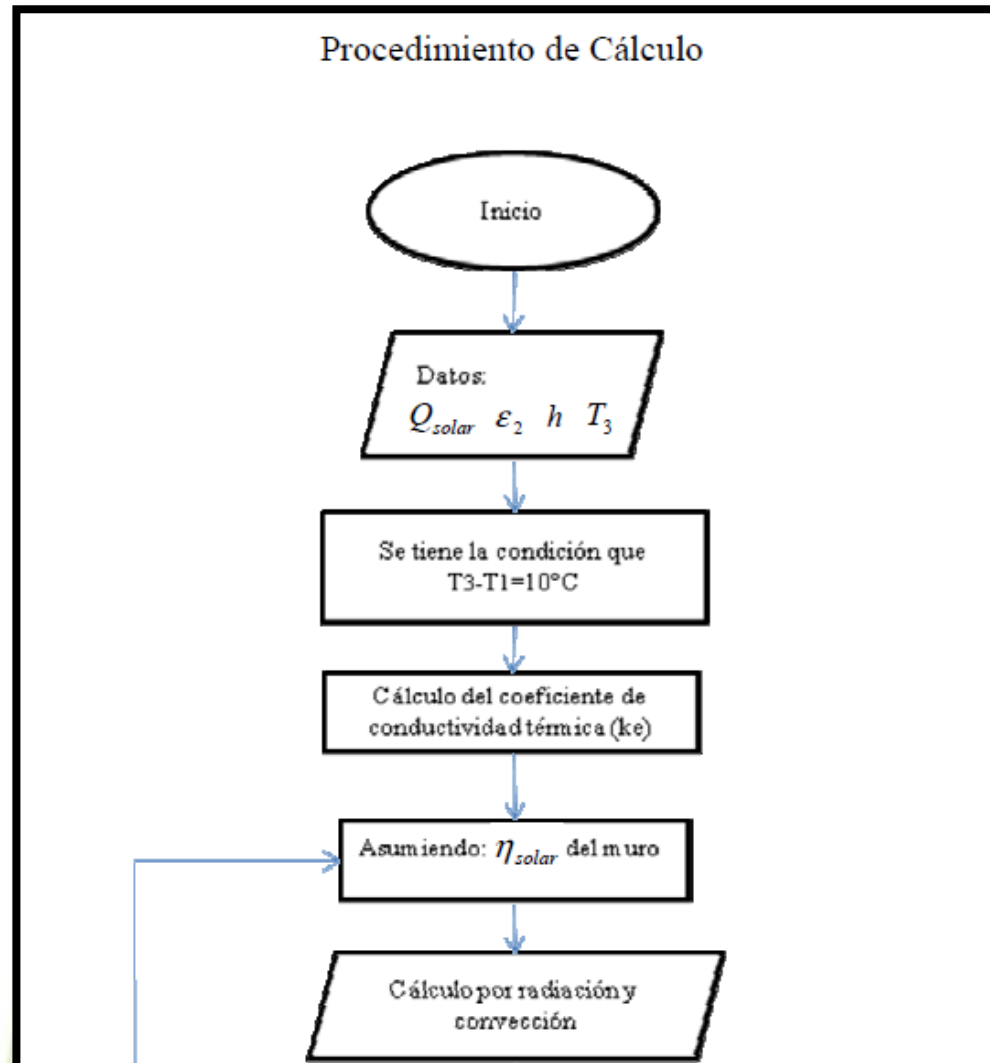 Procedimiento de Cálculo
Inicio
Datos:
Q_solar ε_2 h T_3
Se tiene la condición que
T3-T1=10°C
Cálculo del coeficiente de
conductividad térmica (ke)
Asumiendo: η_solar del muro
Cálculo por radiación y
convección